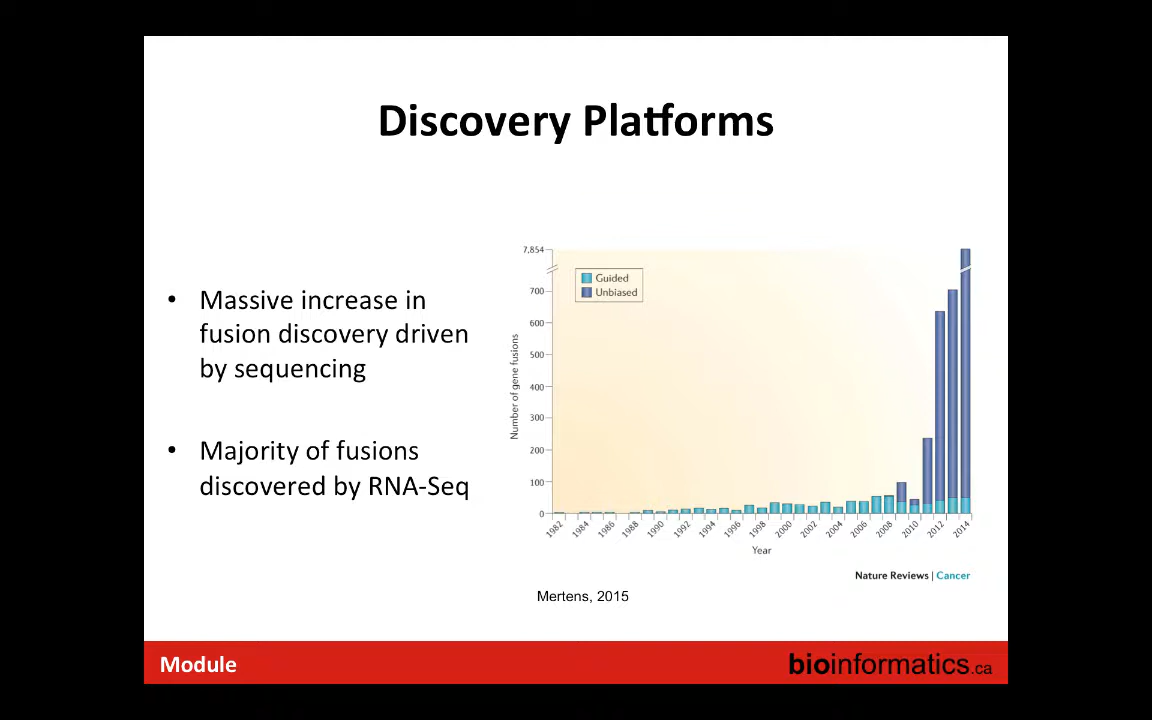 Discovery Platforms
• Massive increase in
fusion discovery driven
by sequencing
• Majority of fusions
discovered by RNA-Seq
7,854
700
600
500
400
300
200
100
0
Number of gene fusions
Guided
Unbiased
1982 1984 1986 1988 1990 1992 1994 1996 1998 2000 2002 2004 2006 2008 2010 2012 2014
Year
Nature Reviews | Cancer
Mertens, 2015
Module
bioinformatics.ca